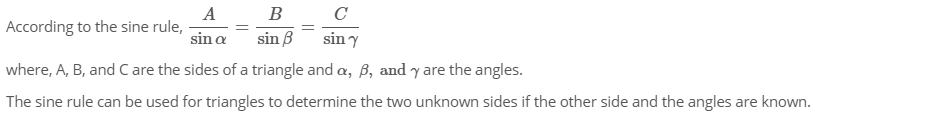 According to the sine rule, A/sin α = B/sin β = C/sin γ
where, A, B, and C are the sides of a triangle and α, β, and γ are the angles.
The sine rule can be used for triangles to determine the two unknown sides if the other side and the angles are known.